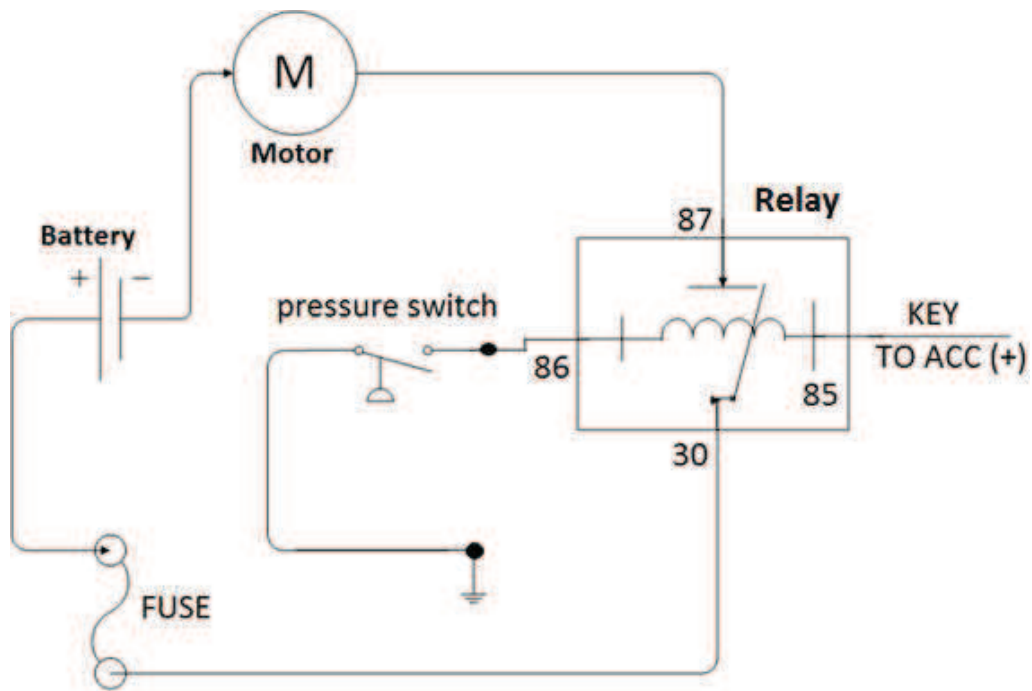 M
Motor
Relay
87
Battery
+ −
pressure switch
KEY
86
TO ACC (+)
85
30
FUSE